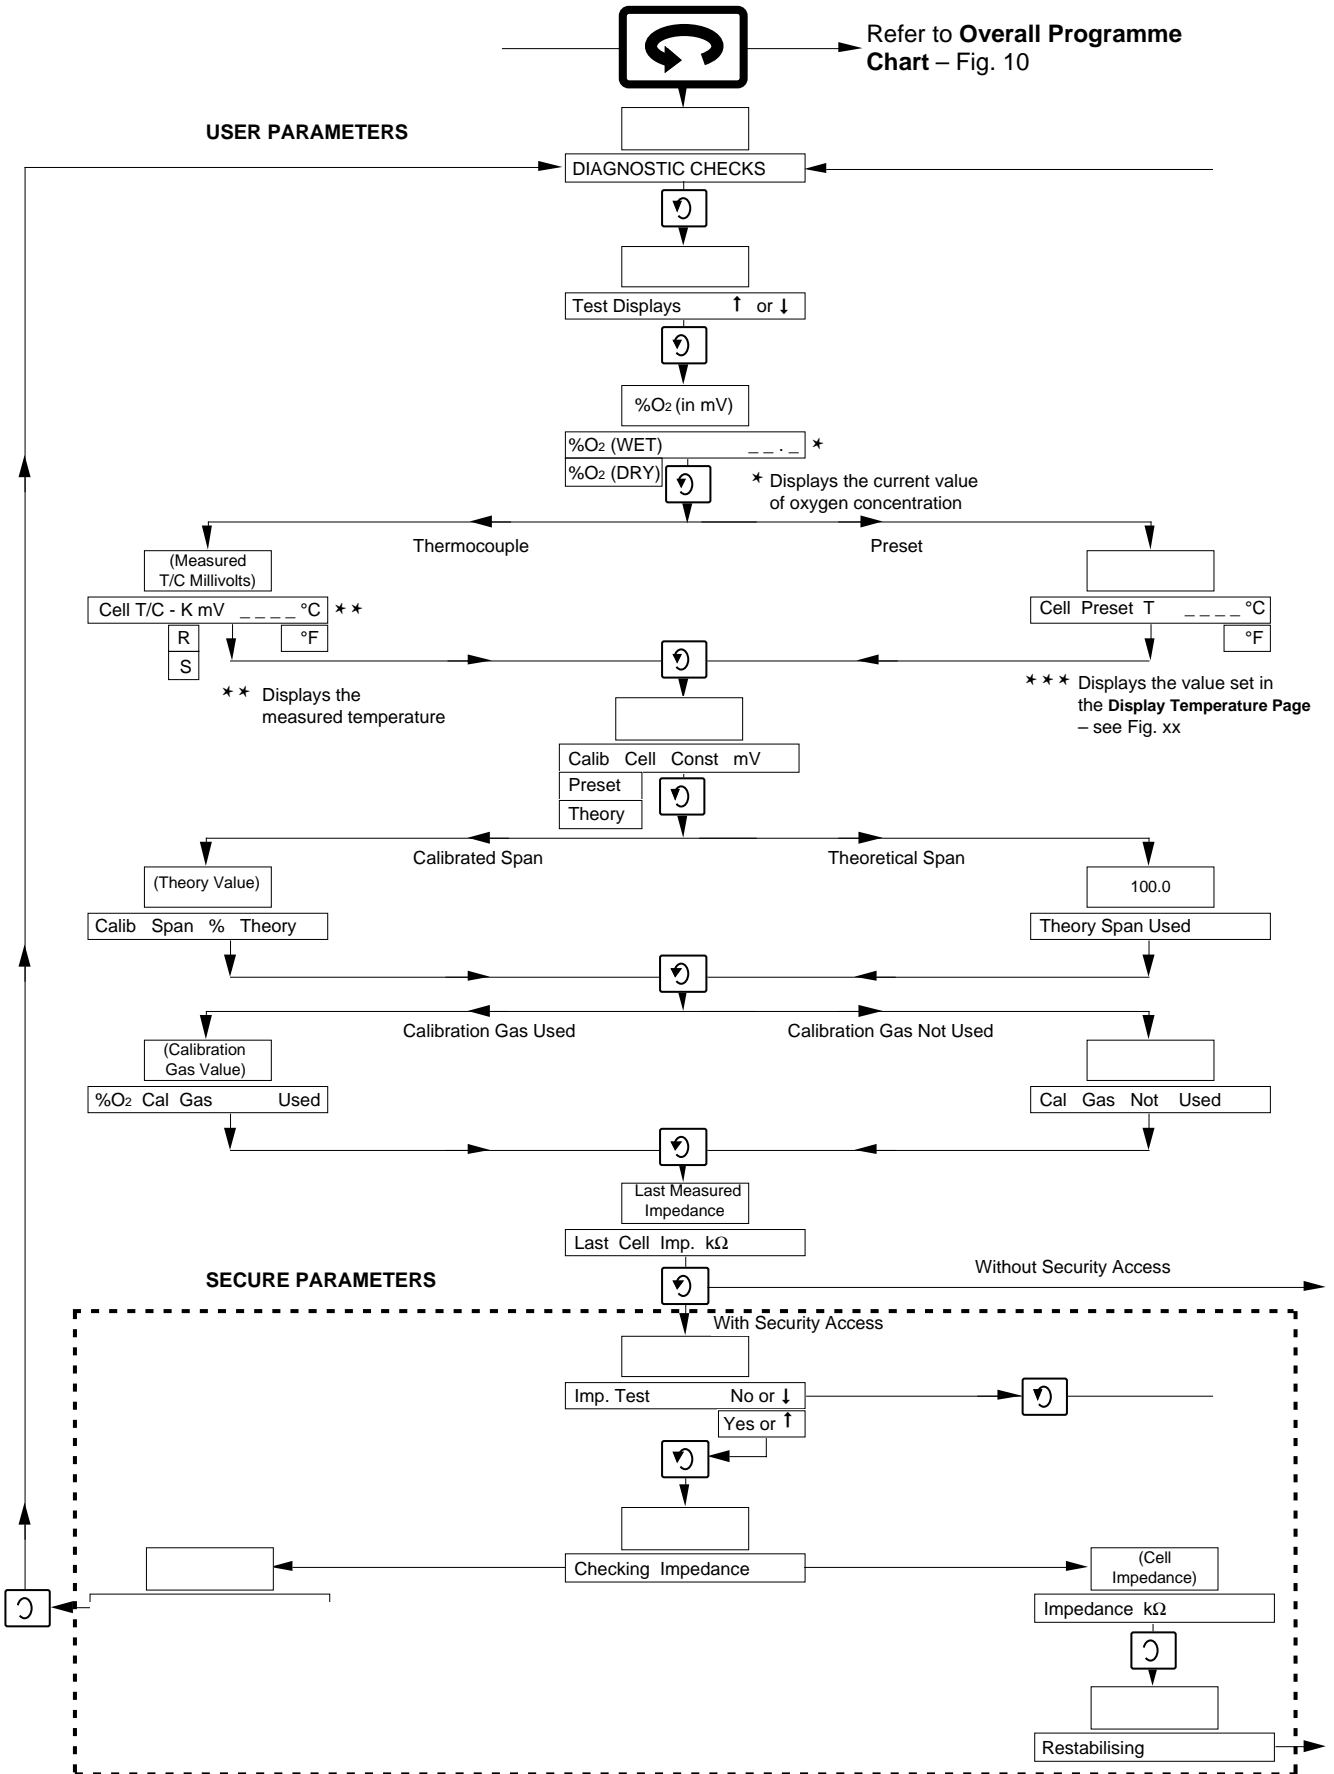 Refer to Overall Programme
Chart – Fig. 10
USER PARAMETERS
DIAGNOSTIC CHECKS
Test Displays ↑ or ↓
%O2 (in mV)
%O2 (WET) _ _ . _ *
%O2 (DRY)
* Displays the current value
of oxygen concentration
Thermocouple
Preset
(Measured
T/C Millivolts)
Cell T/C - K mV _ _ _ _ °C **
R
°F
S
Cell Preset T _ _ _ _ °C
°F
** Displays the
measured temperature
*** Displays the value set in
the Display Temperature Page
– see Fig. xx
Calib Cell Const mV
Preset
Theory
Calibrated Span
Theoretical Span
(Theory Value)
100.0
Calib Span % Theory
Theory Span Used
Calibration Gas Used
Calibration Gas Not Used
(Calibration
Gas Value)
%O2 Cal Gas Used
Cal Gas Not Used
Last Measured
Impedance
Last Cell Imp. kΩ
SECURE PARAMETERS
Without Security Access
With Security Access
Imp. Test No or ↓
Yes or ↑
Checking Impedance
(Cell
Impedance)
Impedance kΩ
Restabilising